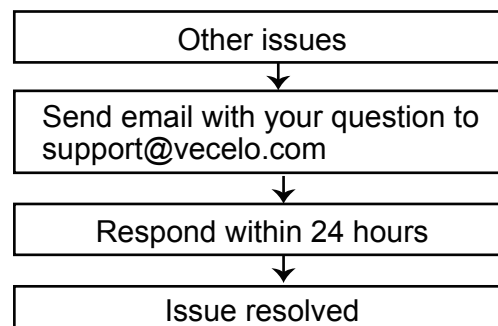 Other issues
Send email with your question to
support@vecelo.com
Respond within 24 hours
Issue resolved